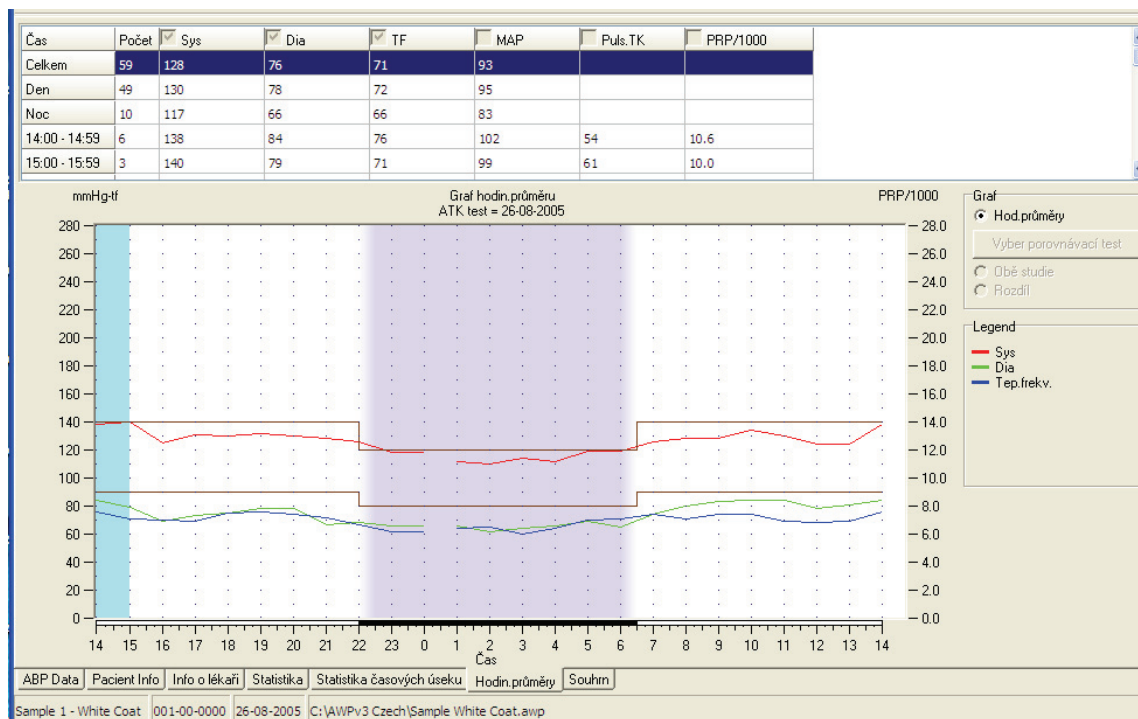 Čas Počet Sys Dia TF MAP Puls.TK PRP/1000
Celkem 59 128 76 71 93
Den 49 130 78 72 95
Noc 10 117 66 66 83
14:00 - 14:59 6 138 84 76 102 54 10.6
15:00 - 15:59 3 140 79 71 99 61 10.0
mmHg-tf Graf hodin.průměru PRP/1000
ATK test = 26-08-2005
280 28.0
260 26.0
240 24.0
220 22.0
200 20.0
180 18.0
160 16.0
140 14.0
120 12.0
100 10.0
80 8.0
60 6.0
40 4.0
20 2.0
0 0.0
14 15 16 17 18 19 20 21 22 23 0 1 2 3 4 5 6 7 8 9 10 11 12 13 14
Čas
Graf
Hod.průměry
Vyber porovnávací test
Obě studie
Rozdíl
Legend
Sys
Dia
Tep.frekv.
ABP Data Pacient Info Info o lékaři Statistika Statistika časových úseku Hodin.průměry Souhrn
Sample 1 - White Coat 001-00-0000 26-08-2005 C:\AWPv3 Czech\Sample White Coat.awp